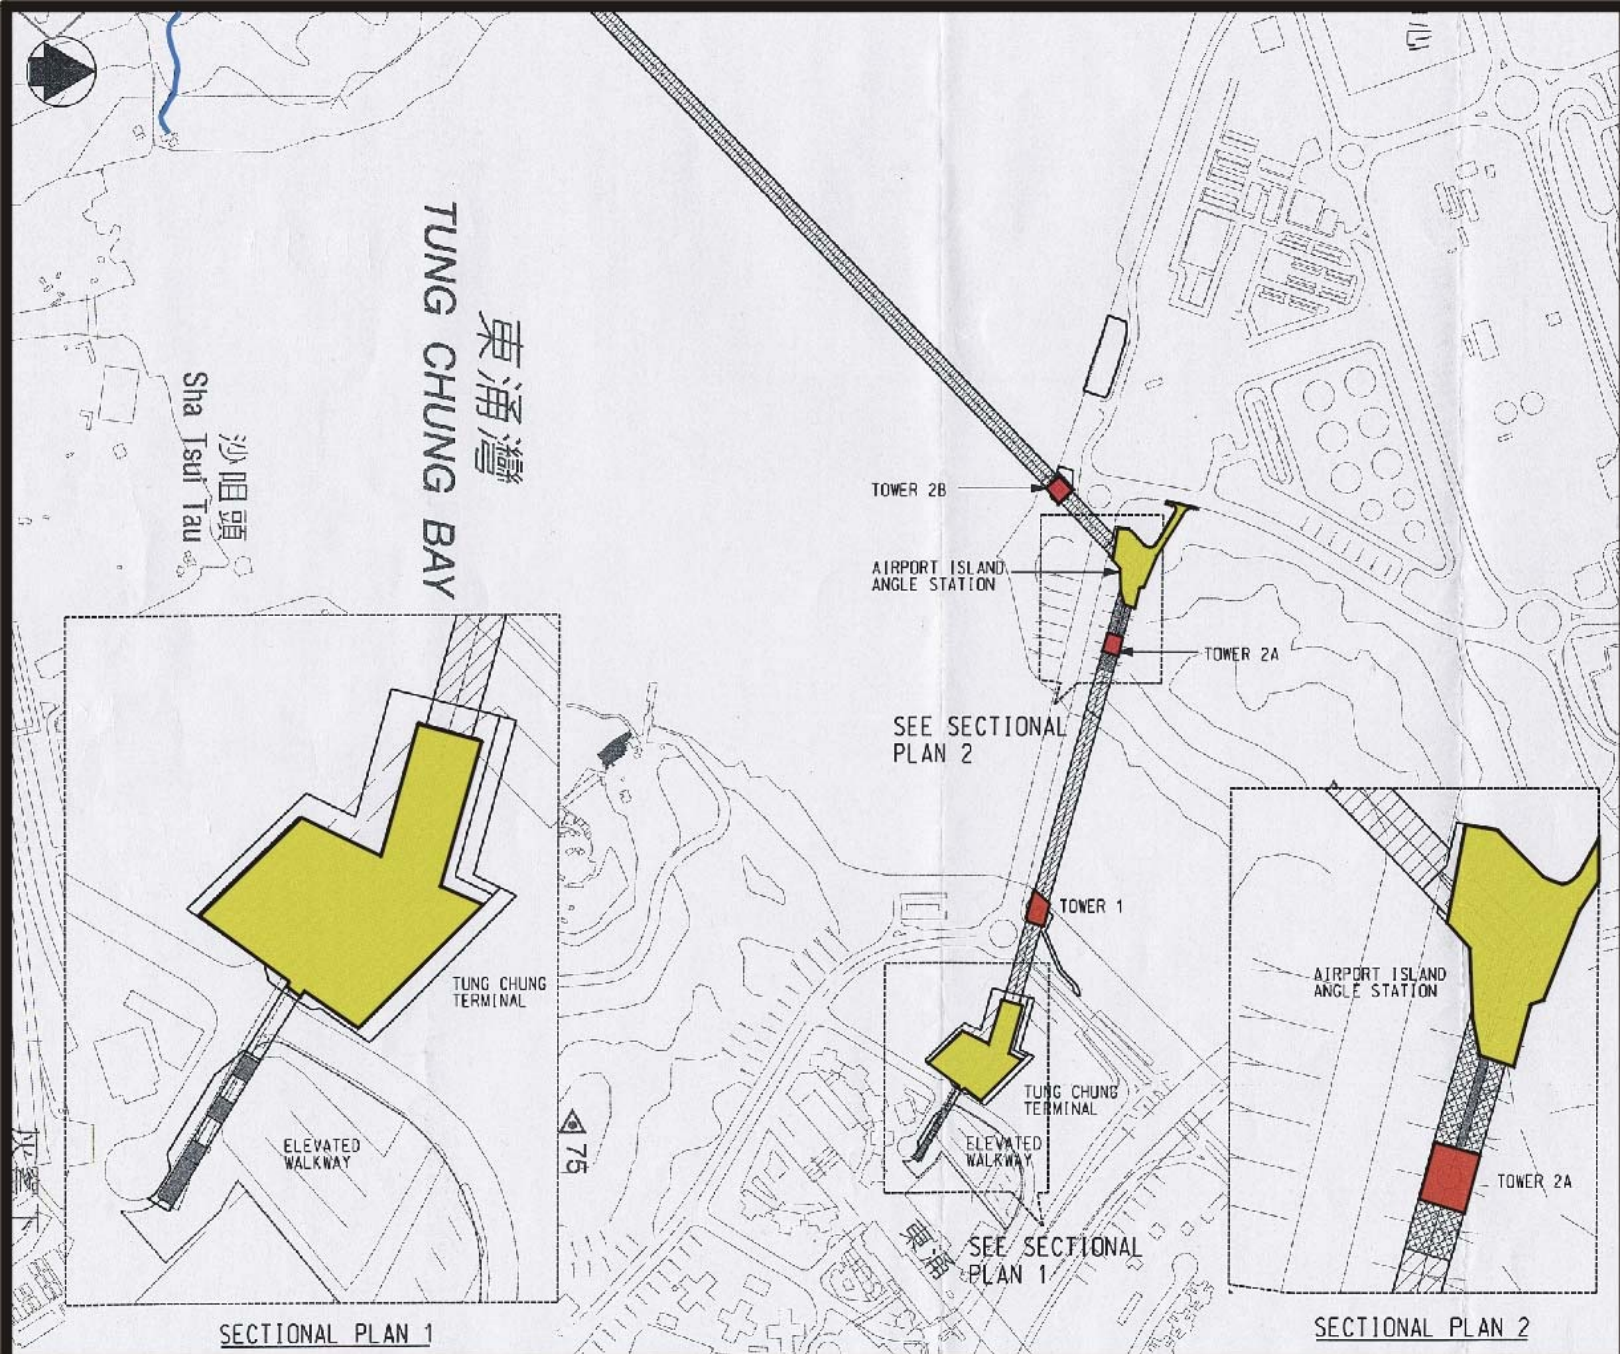 東涌灣
TUNG CHUNG BAY
沙咀頭
Sha Tsui Tau
TOWER 2B
AIRPORT ISLAND
ANGLE STATION
TOWER 2A
SEE SECTIONAL
PLAN 2
TOWER 1
TUNG CHUNG
TERMINAL
ELEVATED
WALKWAY
75
TUNG CHUNG
TERMINAL
ELEVATED
WALKWAY
東涌
SEE SECTIONAL
PLAN 1
AIRPORT ISLAND
ANGLE STATION
TOWER 2A
SECTIONAL PLAN 1
SECTIONAL PLAN 2